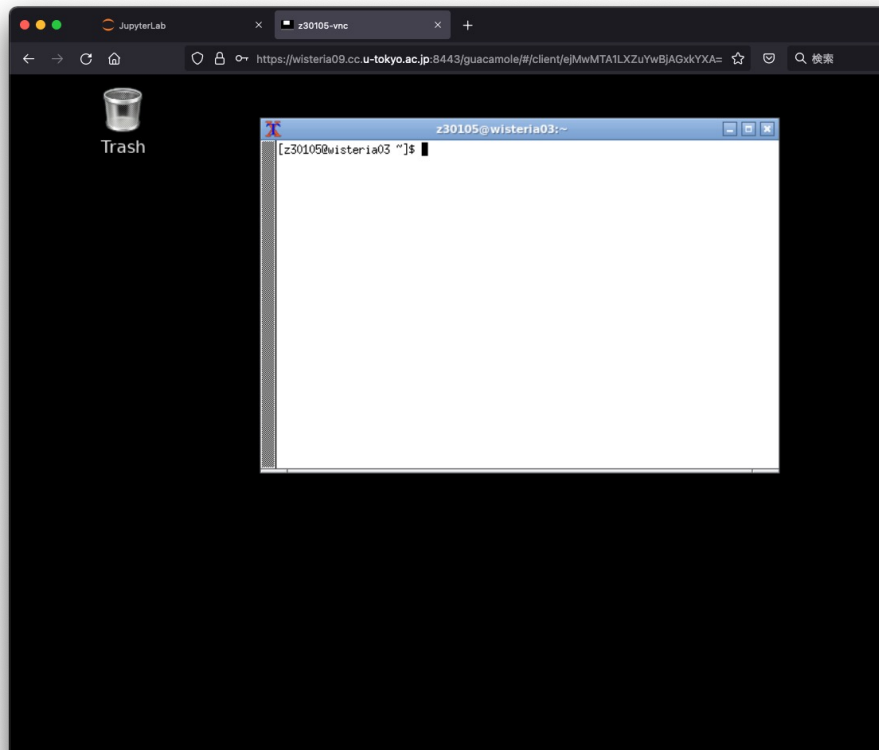 JupyterLab
z30105-vnc
https://wisteria09.cc.u-tokyo.ac.jp:8443/guacamole/#/client/ejMwMTA1LXZuYwBjAGxkYXA=
検索
Trash
z30105@wisteria03:~
[z30105@wisteria03 ~]$